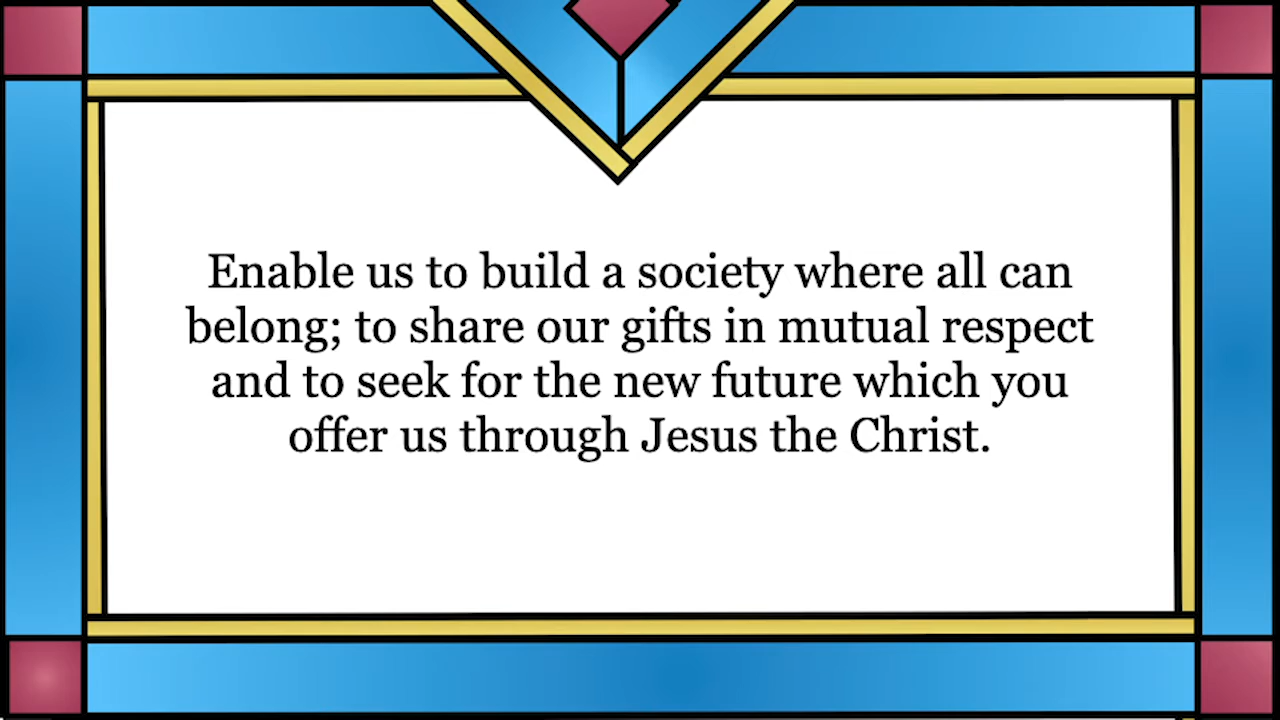 Enable us to build a society where all can
belong; to share our gifts in mutual respect
and to seek for the new future which you
offer us through Jesus the Christ.